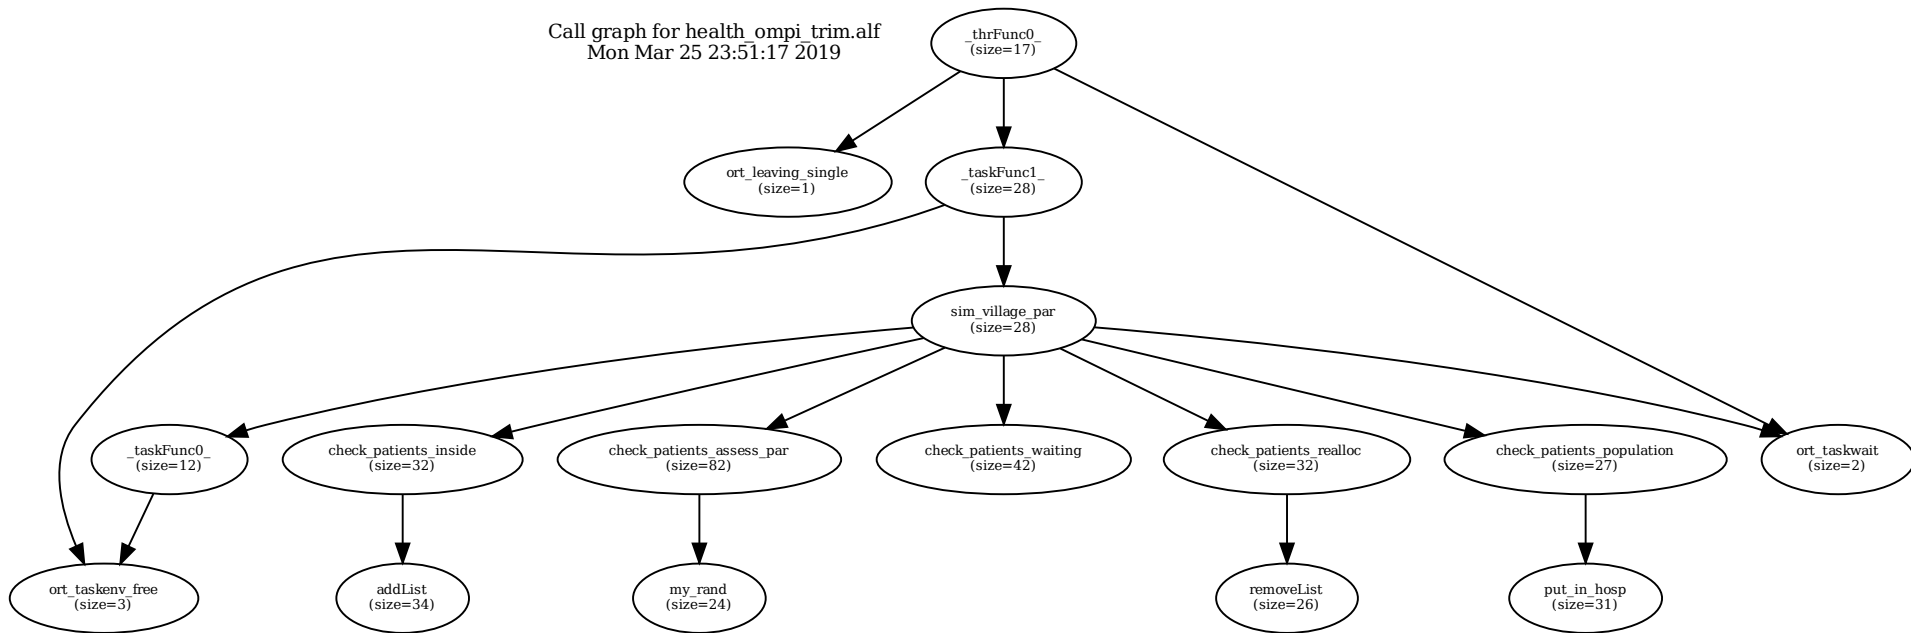 Call graph for health_ompi_trim.alf
Mon Mar 25 23:51:17 2019
_thrFunc0_
(size=17)
ort_leaving_single
(size=1)
_taskFunc1_
(size=28)
sim_village_par
(size=28)
_taskFunc0_
(size=12)
check_patients_inside
(size=32)
check_patients_assess_par
(size=82)
check_patients_waiting
(size=42)
check_patients_realloc
(size=32)
check_patients_population
(size=27)
ort_taskwait
(size=2)
ort_taskenv_free
(size=3)
addList
(size=34)
my_rand
(size=24)
removeList
(size=26)
put_in_hosp
(size=31)